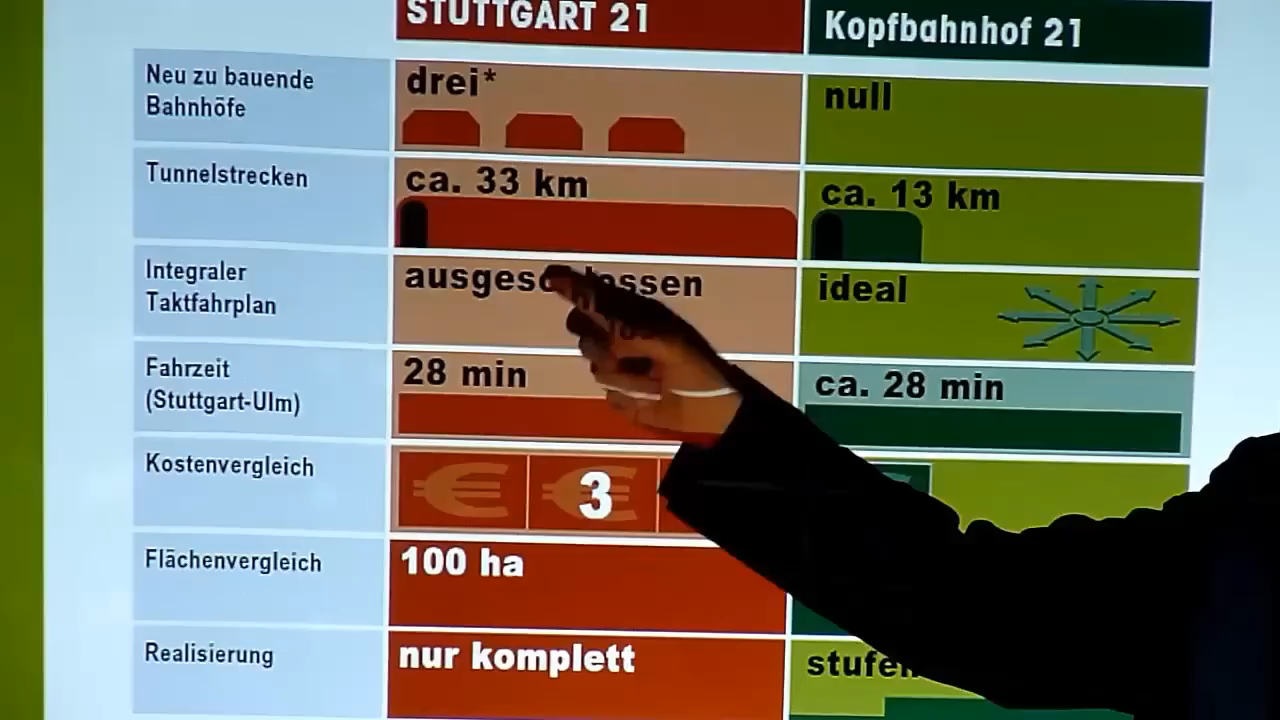 STUTTGART 21
Kopfbahnhof 21
Neu zu bauende
Bahnhöfe
drei*
null
Tunnelstrecken
ca. 33 km
ca. 13 km
Integraler
Taktfahrplan
ausgeschlossen
ideal
Fahrzeit
(Stuttgart-Ulm)
28 min
ca. 28 min
Kostenvergleich
3
Flächenvergleich
100 ha
Realisierung
nur komplett